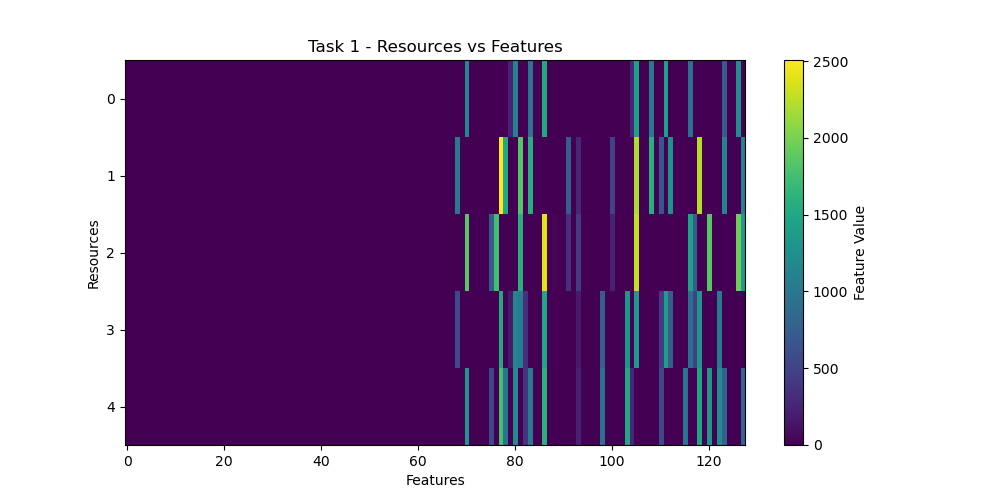 Task 1 - Resources vs Features
Resources
0
1
2
3
4
0 20 40 60 80 100 120
Features
2500
2000
1500
1000
500
0
Feature Value